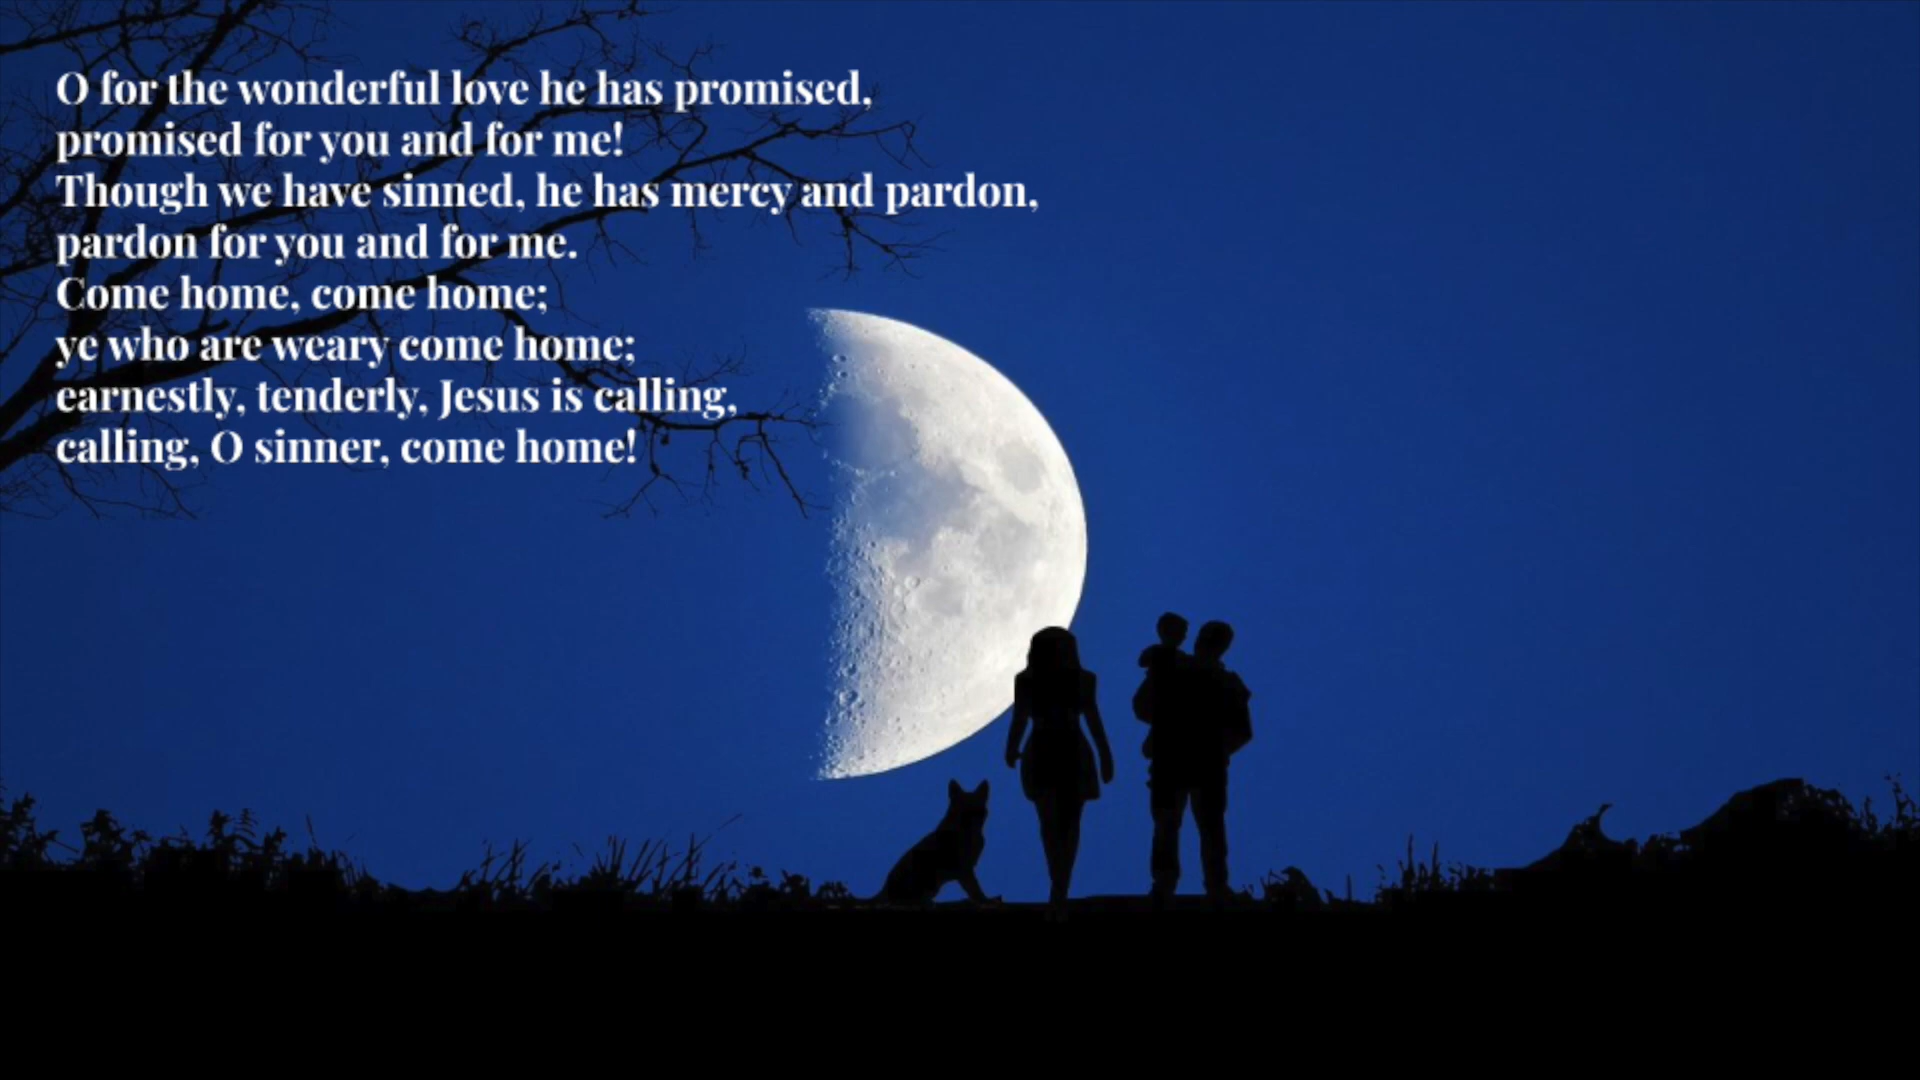 O for the wonderful love he has promised,
promised for you and for me!
Though we have sinned, he has mercy and pardon,
pardon for you and for me.
Come home, come home;
ye who are weary come home;
earnestly, tenderly, Jesus is calling,
calling, O sinner, come home!